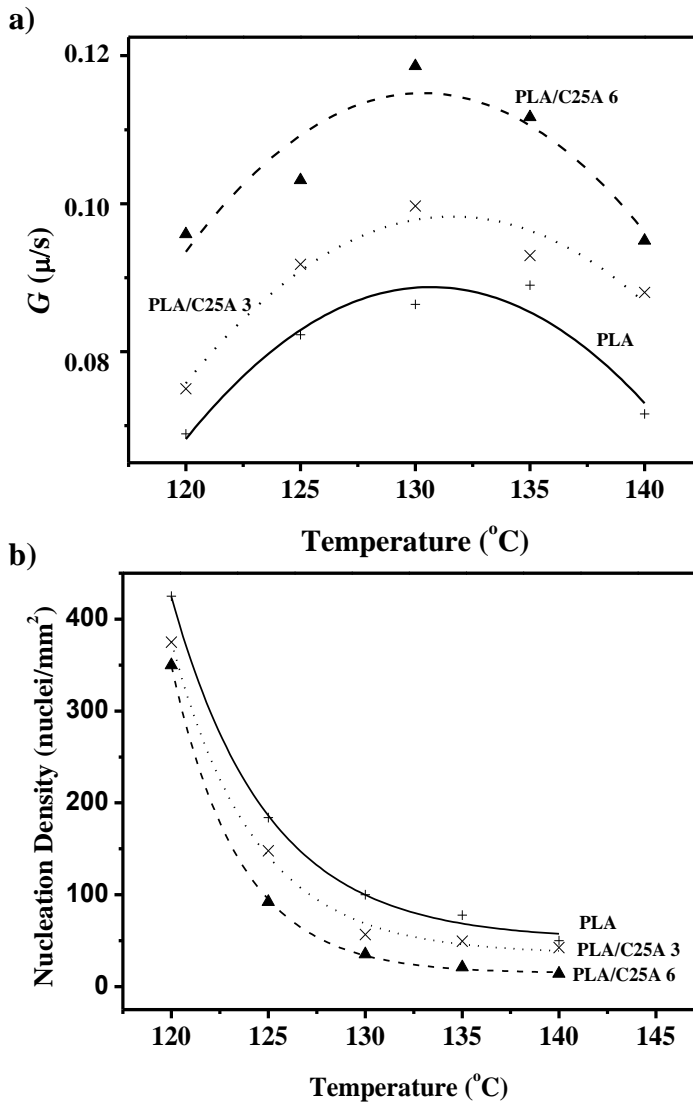 a)
0.12
0.10
0.08
G (μ/s)
PLA/C25A 6
PLA/C25A 3
PLA
120 125 130 135 140
Temperature (°C)
b)
400
300
200
100
0
Nucleation Density (nuclei/mm²)
PLA
PLA/C25A 3
PLA/C25A 6
120 125 130 135 140 145
Temperature (°C)